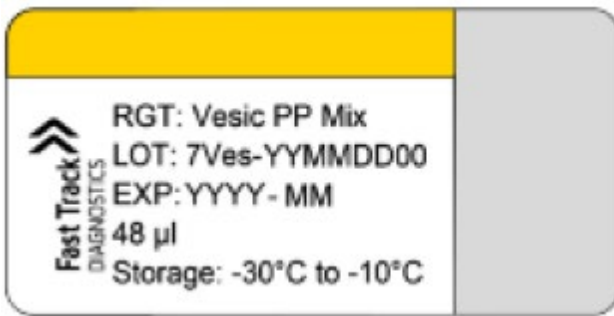 Fast Track
DIAGNOSTICS
RGT: Vesic PP Mix
LOT: 7Ves-YYMMDD00
EXP: YYYY - MM
48 µl
Storage: -30°C to -10°C